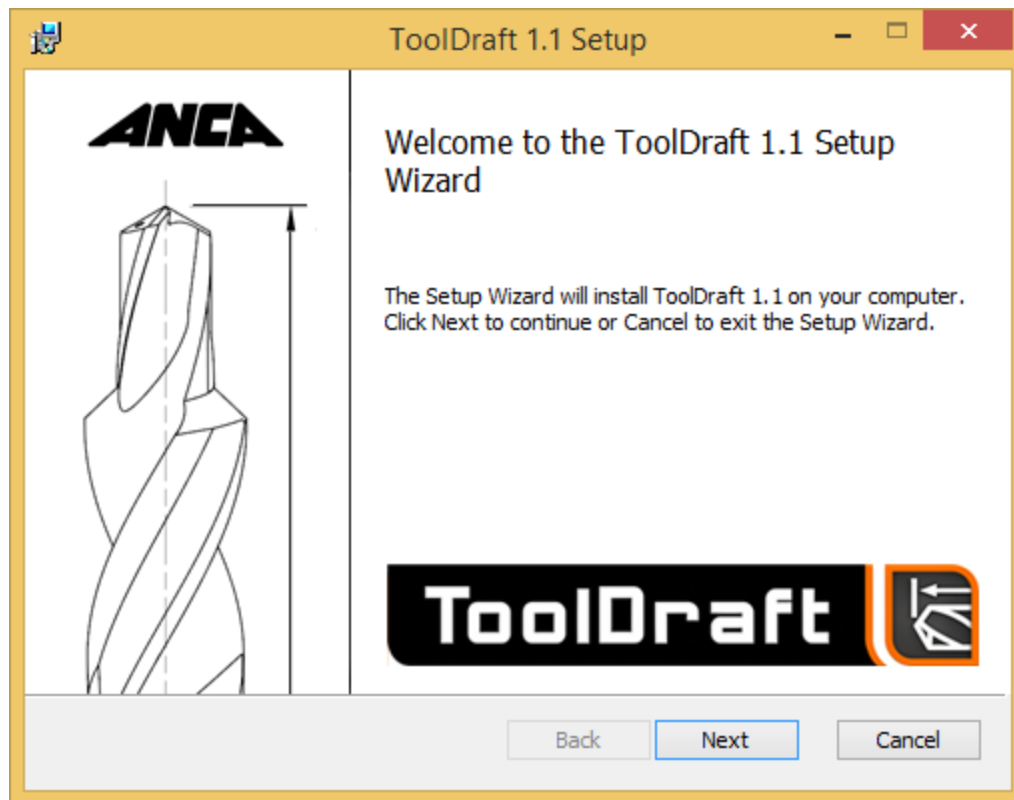 ToolDraft 1.1 Setup
ANCA
Welcome to the ToolDraft 1.1 Setup
Wizard
The Setup Wizard will install ToolDraft 1.1 on your computer.
Click Next to continue or Cancel to exit the Setup Wizard.
ToolDraft
Back Next Cancel